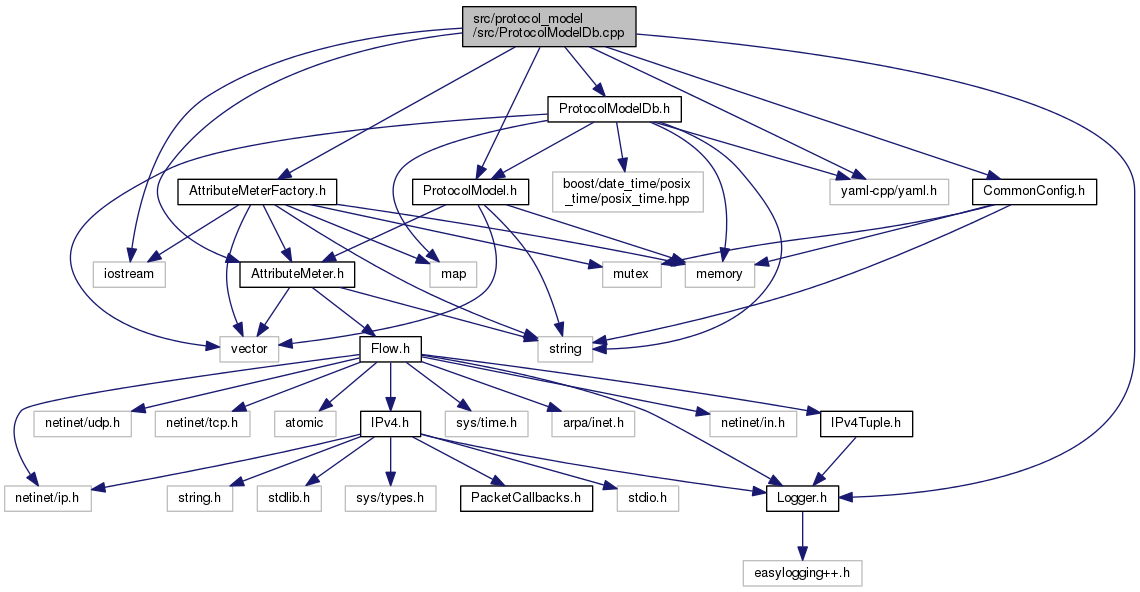 src/protocol_model
/src/ProtocolModelDb.cpp
ProtocolModelDb.h
AttributeMeterFactory.h
ProtocolModel.h
boost/date_time/posix
_time/posix_time.hpp
yaml-cpp/yaml.h
CommonConfig.h
iostream
AttributeMeter.h
map
mutex
memory
vector
Flow.h
string
netinet/udp.h
netinet/tcp.h
atomic
IPv4.h
sys/time.h
arpa/inet.h
netinet/in.h
IPv4Tuple.h
netinet/ip.h
string.h
stdlib.h
sys/types.h
PacketCallbacks.h
stdio.h
Logger.h
easylogging++.h